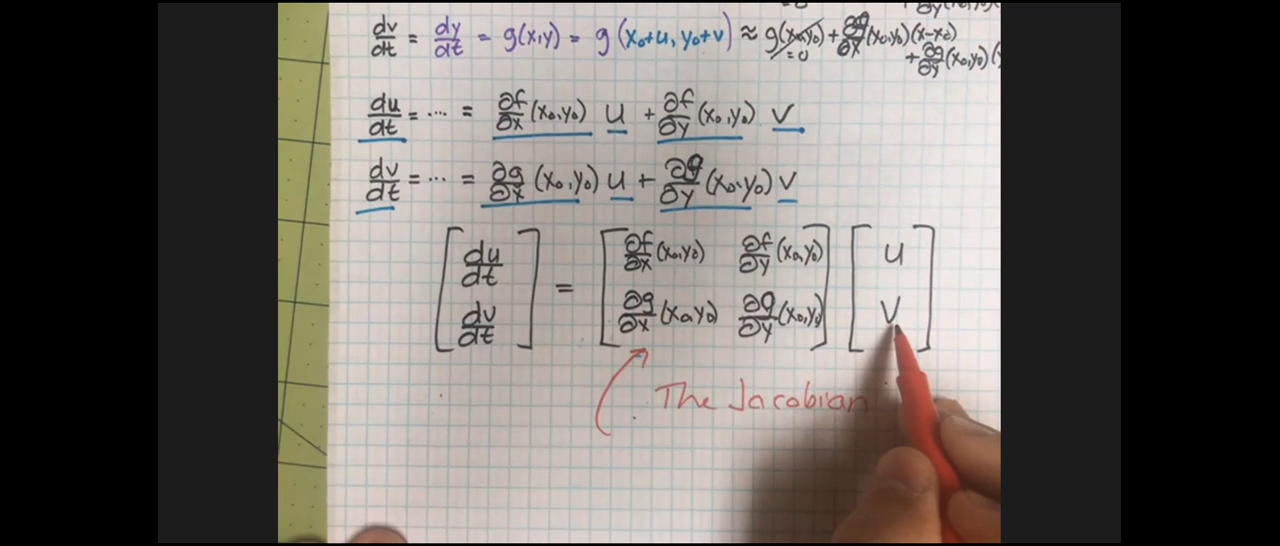 dv/dt = dy/dt = g(x,y) = g(x₀+u, y₀+v) ≈ g(x₀,y₀) + ∂g/∂x(x₀,y₀)(x-x₀)
=0
+ ∂g/∂y(x₀,y₀)(
du/dt = ... = ∂f/∂x(x₀,y₀) u + ∂f/∂y(x₀,y₀) v
dv/dt = ... = ∂g/∂x(x₀,y₀) u + ∂g/∂y(x₀,y₀) v
[du/dt] = [∂f/∂x(x₀,y₀) ∂f/∂y(x₀,y₀)] [u]
[dv/dt] [∂g/∂x(x₀,y₀) ∂g/∂y(x₀,y₀)] [v]
The Jacobian